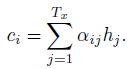 c_i = \sum_{j=1}^{T_x} \alpha_{ij} h_j.